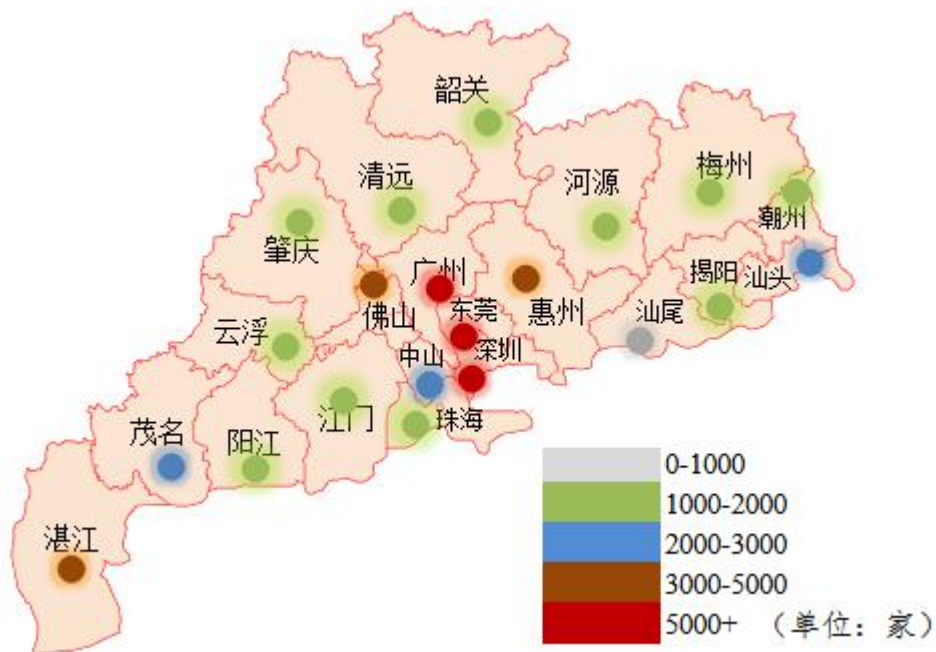 韶关
清远
河源
梅州
潮州
肇庆
广州
揭阳
汕头
惠州
汕尾
佛山
东莞
云浮
中山
深圳
江门
珠海
茂名
阳江
湛江
0-1000
1000-2000
2000-3000
3000-5000
5000+ （单位：家）